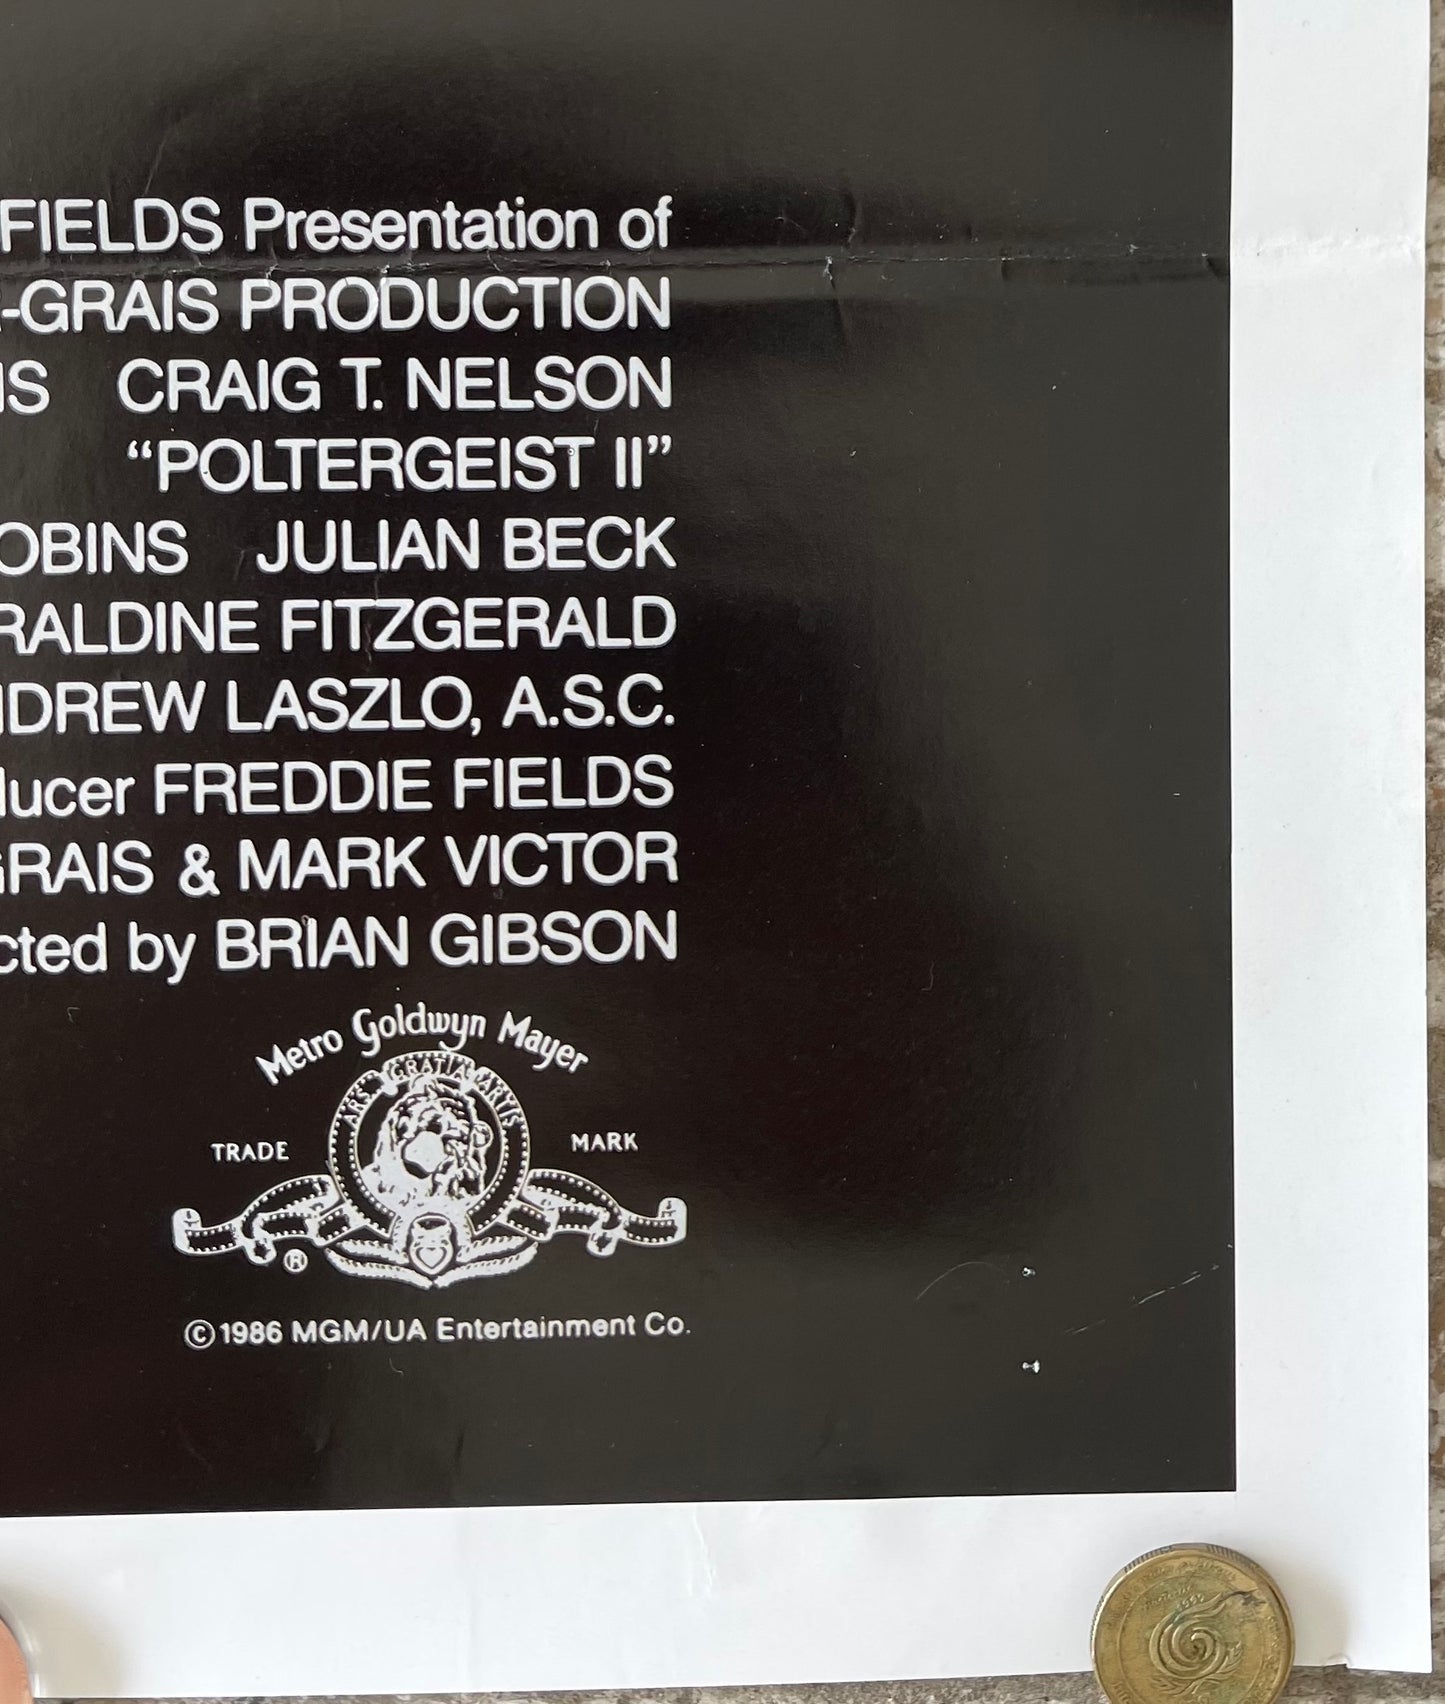 FIELDS Presentation of
-GRAIS PRODUCTION
IS CRAIG T. NELSON
“POLTERGEIST II”
OBINS JULIAN BECK
RALDINE FITZGERALD
NDREW LASZLO, A.S.C.
ducer FREDDIE FIELDS
GRAIS & MARK VICTOR
cted by BRIAN GIBSON
Metro Goldwyn Mayer
ARS GRATIA ARTIS
TRADE MARK
®
© 1986 MGM/UA Entertainment Co.